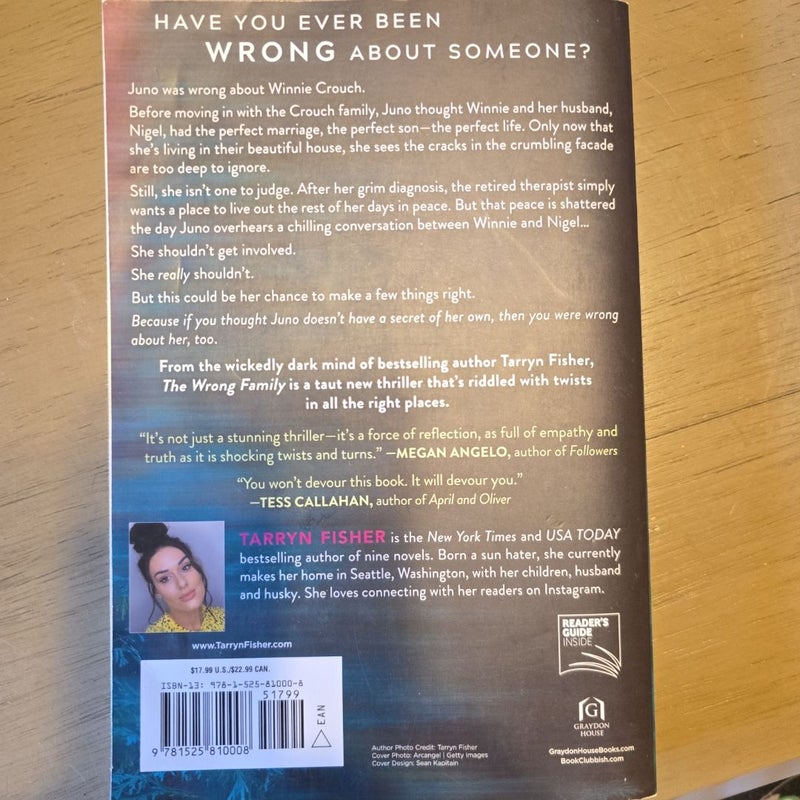 HAVE YOU EVER BEEN
WRONG ABOUT SOMEONE?
Juno was wrong about Winnie Crouch.
Before moving in with the Crouch family, Juno thought Winnie and her husband,
Nigel, had the perfect marriage, the perfect son—the perfect life. Only now that
she's living in their beautiful house, she sees the cracks in the crumbling facade
are too deep to ignore.
Still, she isn't one to judge. After her grim diagnosis, the retired therapist simply
wants a place to live out the rest of her days in peace. But that peace is shattered
the day Juno overhears a chilling conversation between Winnie and Nigel...
She shouldn't get involved.
She really shouldn't.
But this could be her chance to make a few things right.
Because if you thought Juno doesn't have a secret of her own, then you were wrong
about her, too.
From the wickedly dark mind of bestselling author Tarryn Fisher,
The Wrong Family is a taut new thriller that's riddled with twists
in all the right places.
"It's not just a stunning thriller—it's a force of reflection, as full of empathy and
truth as it is shocking twists and turns." —MEGAN ANGELO, author of Followers
"You won't devour this book. It will devour you."
—TESS CALLAHAN, author of April and Oliver
TARRYN FISHER is the New York Times and USA TODAY
bestselling author of nine novels. Born a sun hater, she currently
makes her home in Seattle, Washington, with her children, husband
and husky. She loves connecting with her readers on Instagram.
www.TarrynFisher.com
READER'S
GUIDE
INSIDE
$17.99 U.S./$22.99 CAN.
ISBN-13: 978-1-525-81000-8
51799
EAN
9 781525 810008
G
GRAYDON
HOUSE
Author Photo Credit: Tarryn Fisher
Cover Photo: Arcangel | Getty Images
Cover Design: Sean Kapitain
GraydonHouseBooks.com
BookClubbish.com